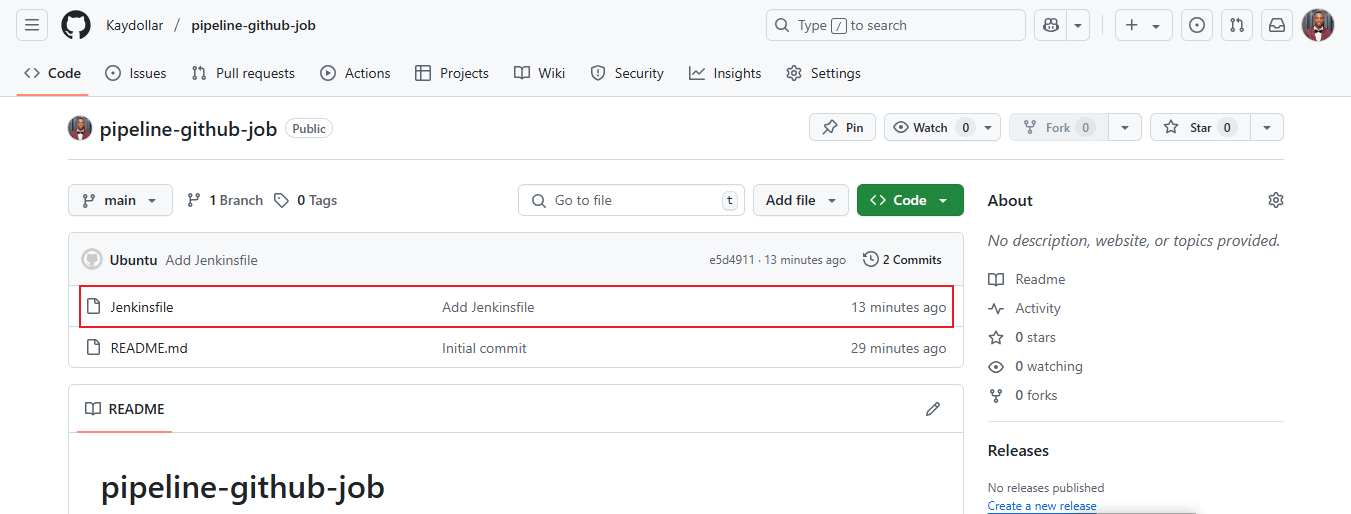 Kaydollar / pipeline-github-job Type / to search
Code Issues Pull requests Actions Projects Wiki Security Insights Settings
pipeline-github-job Public Pin Watch 0 Fork 0 Star 0
main 1 Branch 0 Tags Go to file t Add file Code
Ubuntu Add Jenkinsfile e5d4911 · 13 minutes ago 2 Commits
Jenkinsfile Add Jenkinsfile 13 minutes ago
README.md Initial commit 29 minutes ago
README
pipeline-github-job
About
No description, website, or topics provided.
Readme
Activity
0 stars
0 watching
0 forks
Releases
No releases published
Create a new release